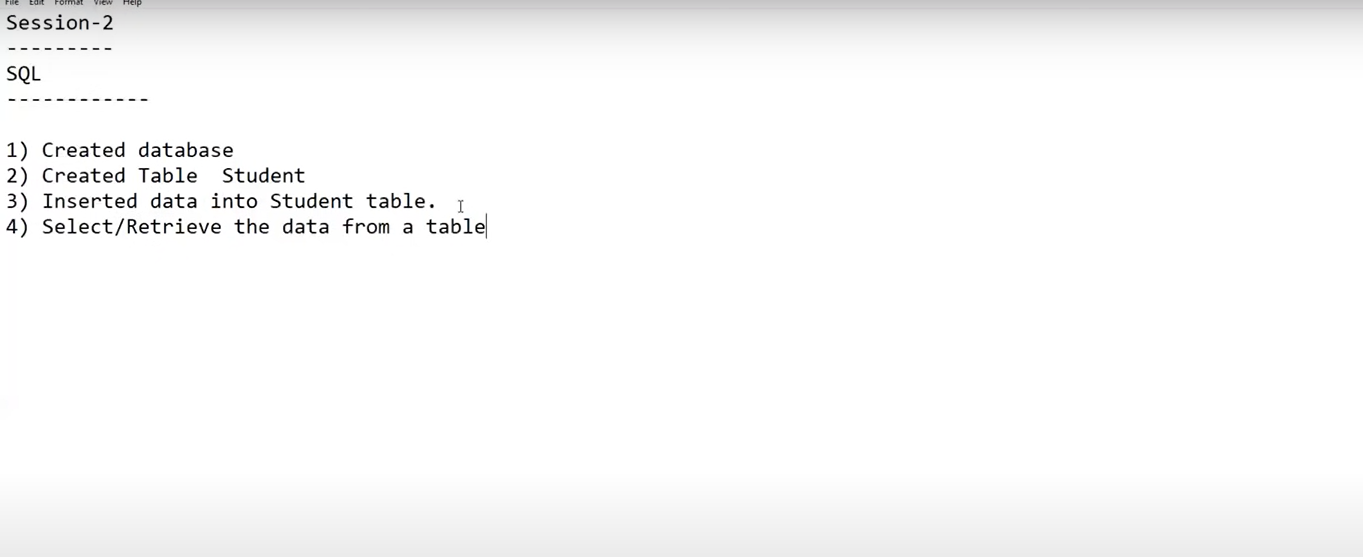 File Edit Format View Help
Session-2
---------
SQL
------------
1) Created database
2) Created Table  Student
3) Inserted data into Student table.
4) Select/Retrieve the data from a table